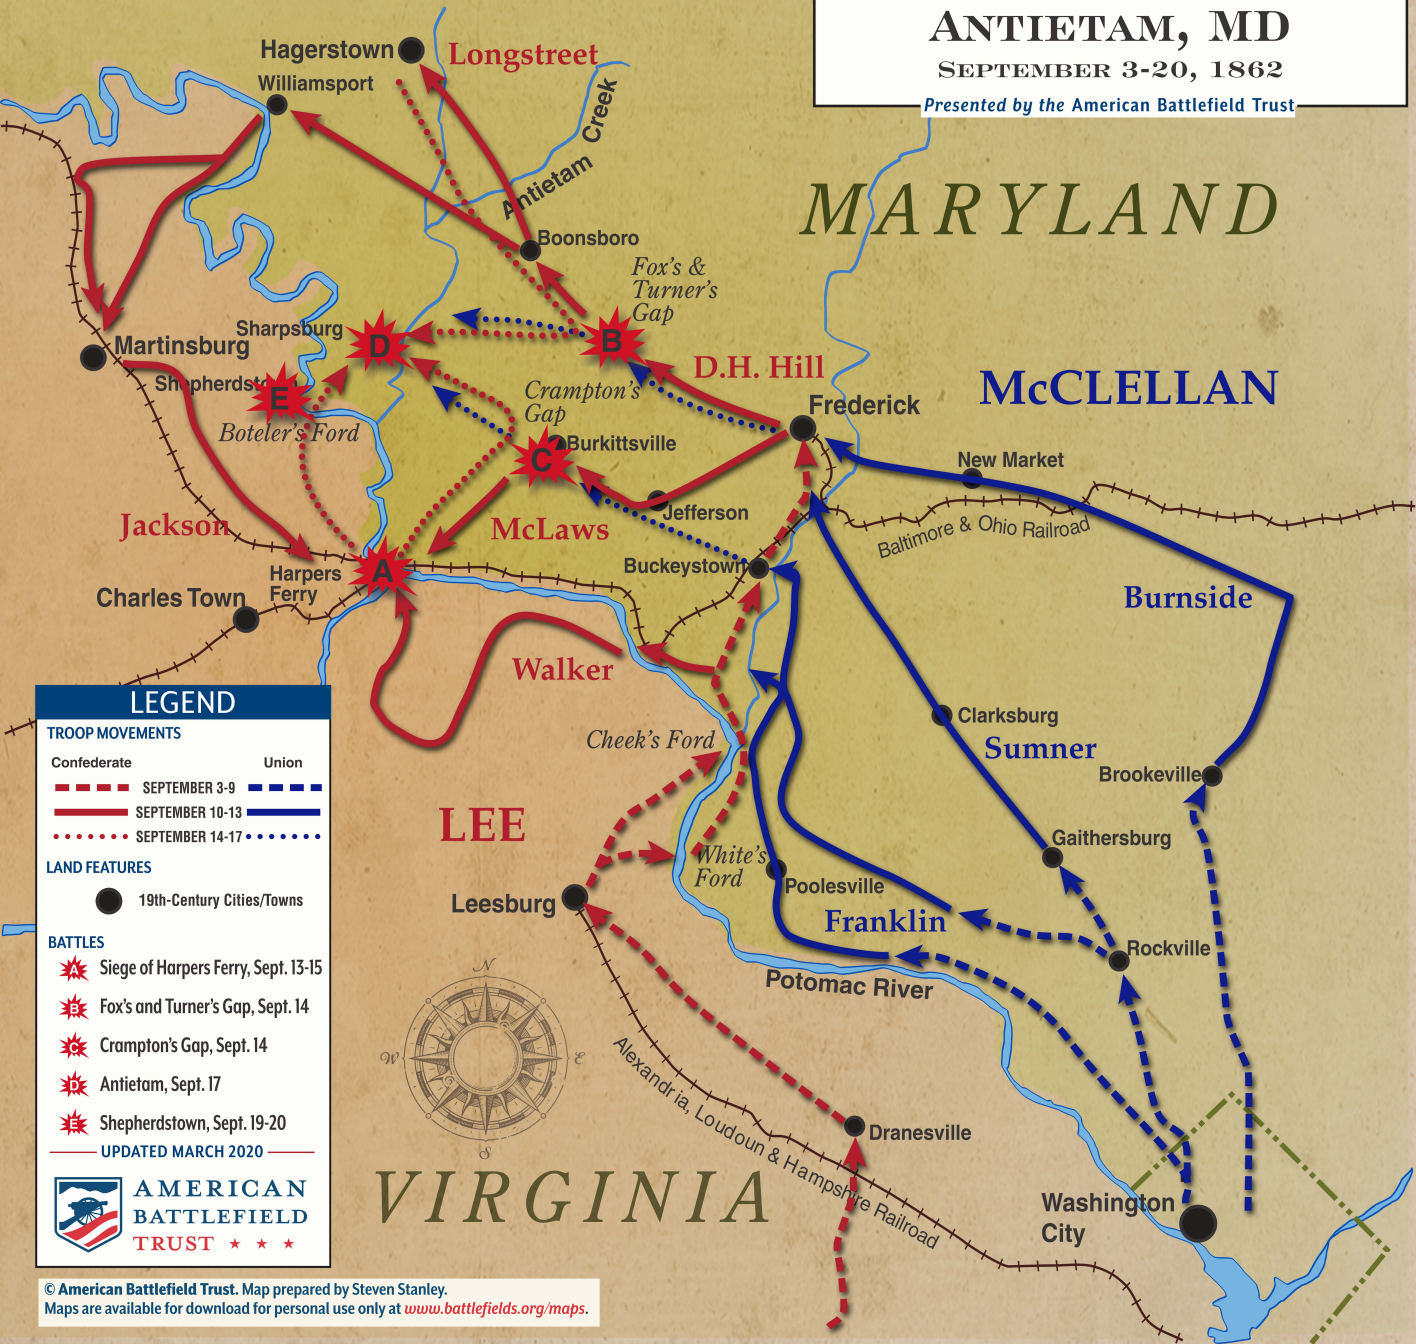 ANTIETAM, MD
SEPTEMBER 3-20, 1862
Presented by the American Battlefield Trust
Hagerstown
Longstreet
Williamsport
Antietam Creek
MARYLAND
Boonsboro
Fox's &
Turner's
Gap
Sharpsburg
D
B
Martinsburg
D.H. Hill
McCLELLAN
Shepherdst
E
Crampton's
Gap
Frederick
Boteler's Ford
C
Burkittsville
New Market
Jefferson
Baltimore & Ohio Railroad
Jackson
McLaws
Harpers
Ferry
A
Buckeystown
Charles Town
Burnside
Walker
Clarksburg
Cheek's Ford
Sumner
Brookeville
LEE
Gaithersburg
White's
Ford
Poolesville
Leesburg
Franklin
Rockville
Potomac River
N
W
E
S
Alexandria, Loudoun & Hampshire Railroad
Dranesville
VIRGINIA
Washington
City
LEGEND
TROOP MOVEMENTS
Confederate Union
SEPTEMBER 3-9
SEPTEMBER 10-13
SEPTEMBER 14-17
LAND FEATURES
19th-Century Cities/Towns
BATTLES
A Siege of Harpers Ferry, Sept. 13-15
B Fox's and Turner's Gap, Sept. 14
C Crampton's Gap, Sept. 14
D Antietam, Sept. 17
E Shepherdstown, Sept. 19-20
UPDATED MARCH 2020
AMERICAN
BATTLEFIELD
TRUST
© American Battlefield Trust. Map prepared by Steven Stanley.
Maps are available for download for personal use only at www.battlefields.org/maps.